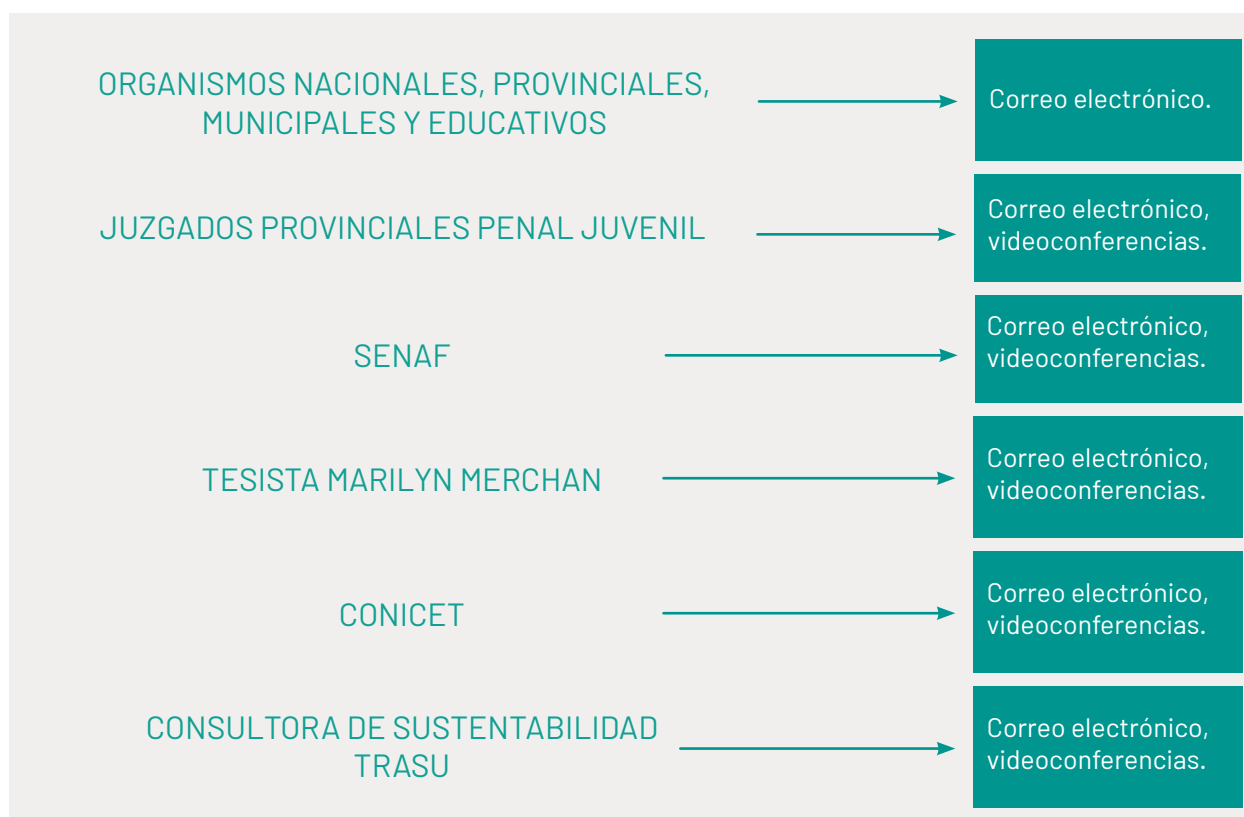 ORGANISMOS NACIONALES, PROVINCIALES,
MUNICIPALES Y EDUCATIVOS
Correo electrónico.
JUZGADOS PROVINCIALES PENAL JUVENIL
Correo electrónico,
videoconferencias.
SENAF
Correo electrónico,
videoconferencias.
TESISTA MARILYN MERCHAN
Correo electrónico,
videoconferencias.
CONICET
Correo electrónico,
videoconferencias.
CONSULTORA DE SUSTENTABILIDAD
TRASU
Correo electrónico,
videoconferencias.